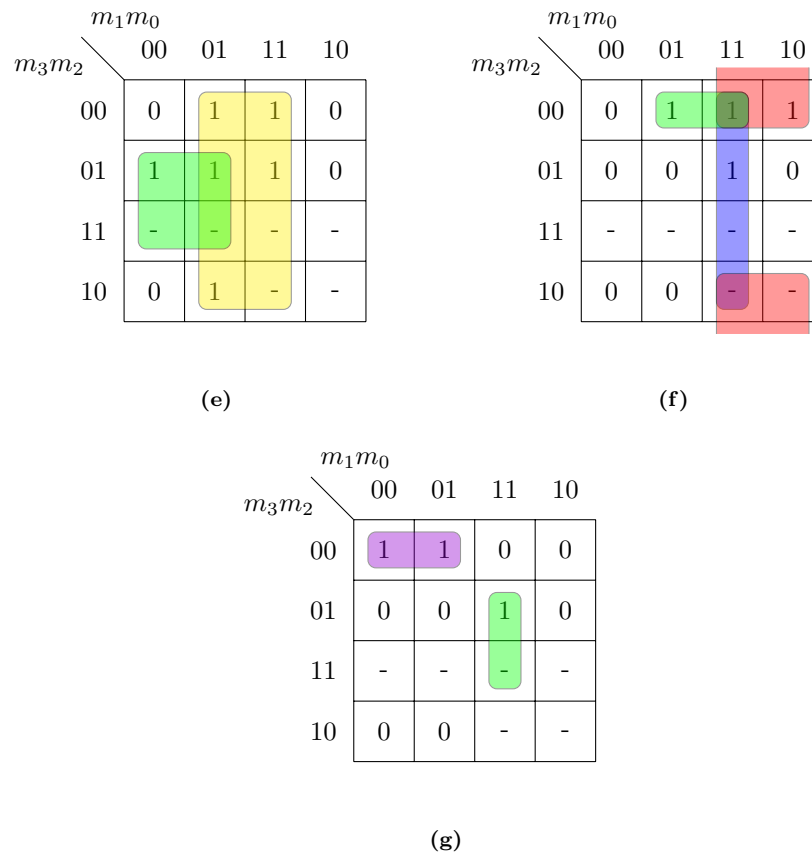 m₁m₀ m₁m₀
00 01 11 10 00 01 11 10
m₃m₂ m₃m₂
00 0 1 1 0 00 0 1 1 1
01 1 1 1 0 01 0 0 1 0
11 - - - - 11 - - - -
10 0 1 - - 10 0 0 - -
(e) (f)
m₁m₀
00 01 11 10
m₃m₂
00 1 1 0 0
01 0 0 1 0
11 - - - -
10 0 0 - -
(g)